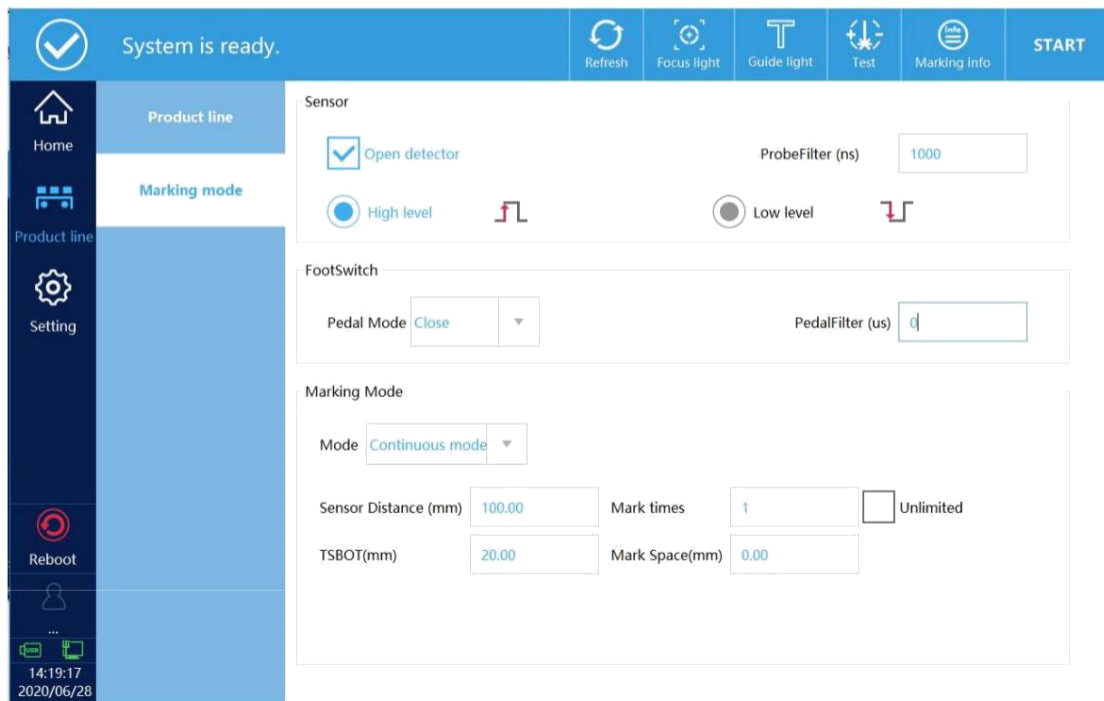 System is ready.
Refresh
Focus light
Guide light
Test
Info
Marking info
START
Home
Product line
Setting
Reboot
...
USB
14:19:17
2020/06/28
Product line
Marking mode
Sensor
Open detector
ProbeFilter (ns) 1000
High level
Low level
FootSwitch
Pedal Mode Close
PedalFilter (us) 0
Marking Mode
Mode Continuous mode
Sensor Distance (mm) 100.00 Mark times 1 Unlimited
TSBOT(mm) 20.00 Mark Space(mm) 0.00